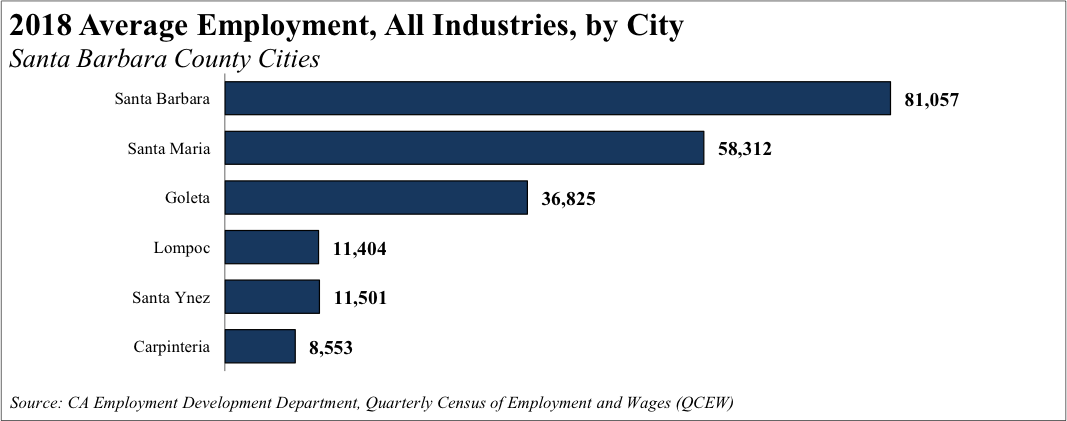 2018 Average Employment, All Industries, by City
Santa Barbara County Cities
Santa Barbara 81,057
Santa Maria 58,312
Goleta 36,825
Lompoc 11,404
Santa Ynez 11,501
Carpinteria 8,553
Source: CA Employment Development Department, Quarterly Census of Employment and Wages (QCEW)